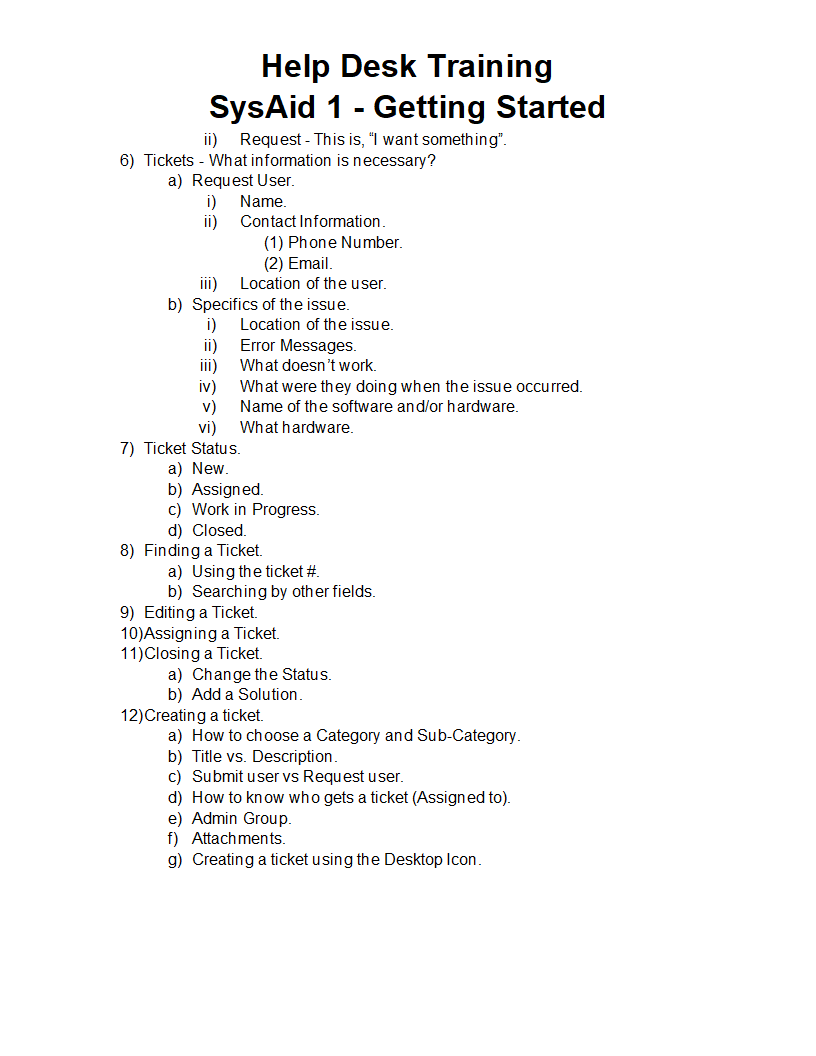 Help Desk Training
SysAid 1 - Getting Started
ii) Request - This is, “I want something”.
6) Tickets - What information is necessary?
a) Request User.
i) Name.
ii) Contact Information.
(1) Phone Number.
(2) Email.
iii) Location of the user.
b) Specifics of the issue.
i) Location of the issue.
ii) Error Messages.
iii) What doesn’t work.
iv) What were they doing when the issue occurred.
v) Name of the software and/or hardware.
vi) What hardware.
7) Ticket Status.
a) New.
b) Assigned.
c) Work in Progress.
d) Closed.
8) Finding a Ticket.
a) Using the ticket #.
b) Searching by other fields.
9) Editing a Ticket.
10)Assigning a Ticket.
11)Closing a Ticket.
a) Change the Status.
b) Add a Solution.
12)Creating a ticket.
a) How to choose a Category and Sub-Category.
b) Title vs. Description.
c) Submit user vs Request user.
d) How to know who gets a ticket (Assigned to).
e) Admin Group.
f) Attachments.
g) Creating a ticket using the Desktop Icon.